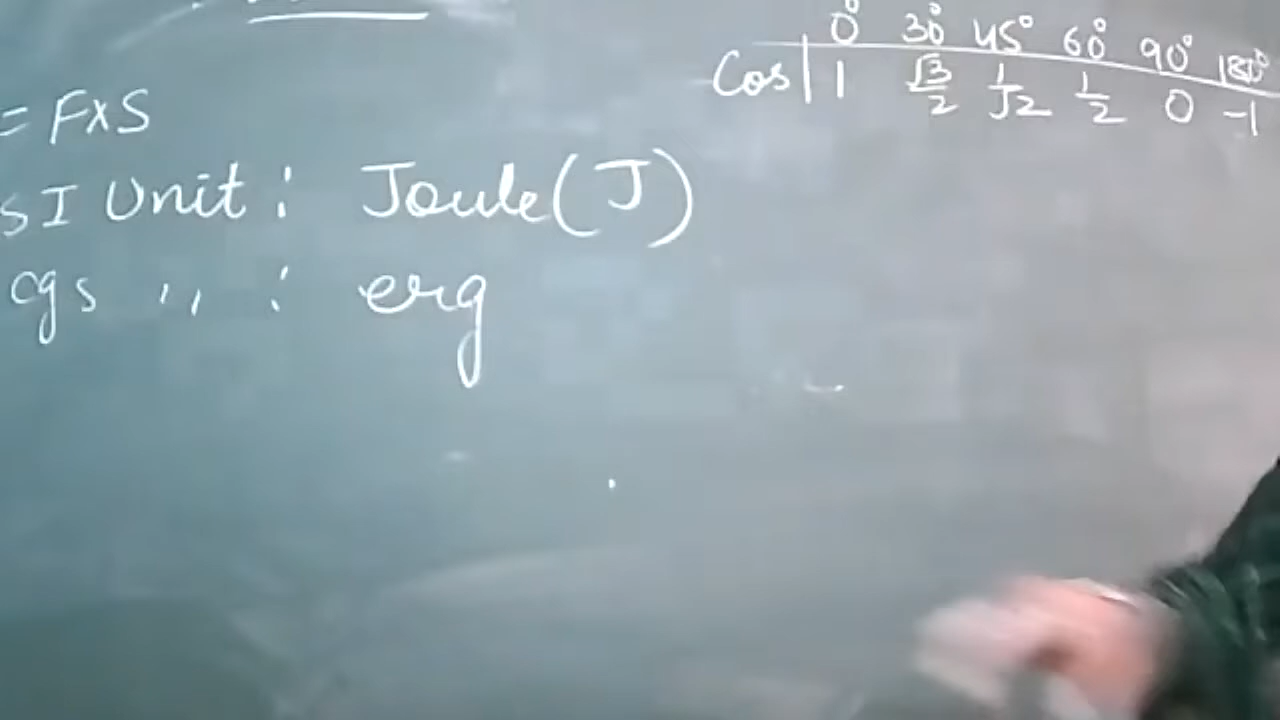 = F×S
SI Unit : Joule (J)
cgs ,, : erg
0° 30° 45° 60° 90° 180°
Cos | 1 √3/2 1/√2 1/2 0 -1